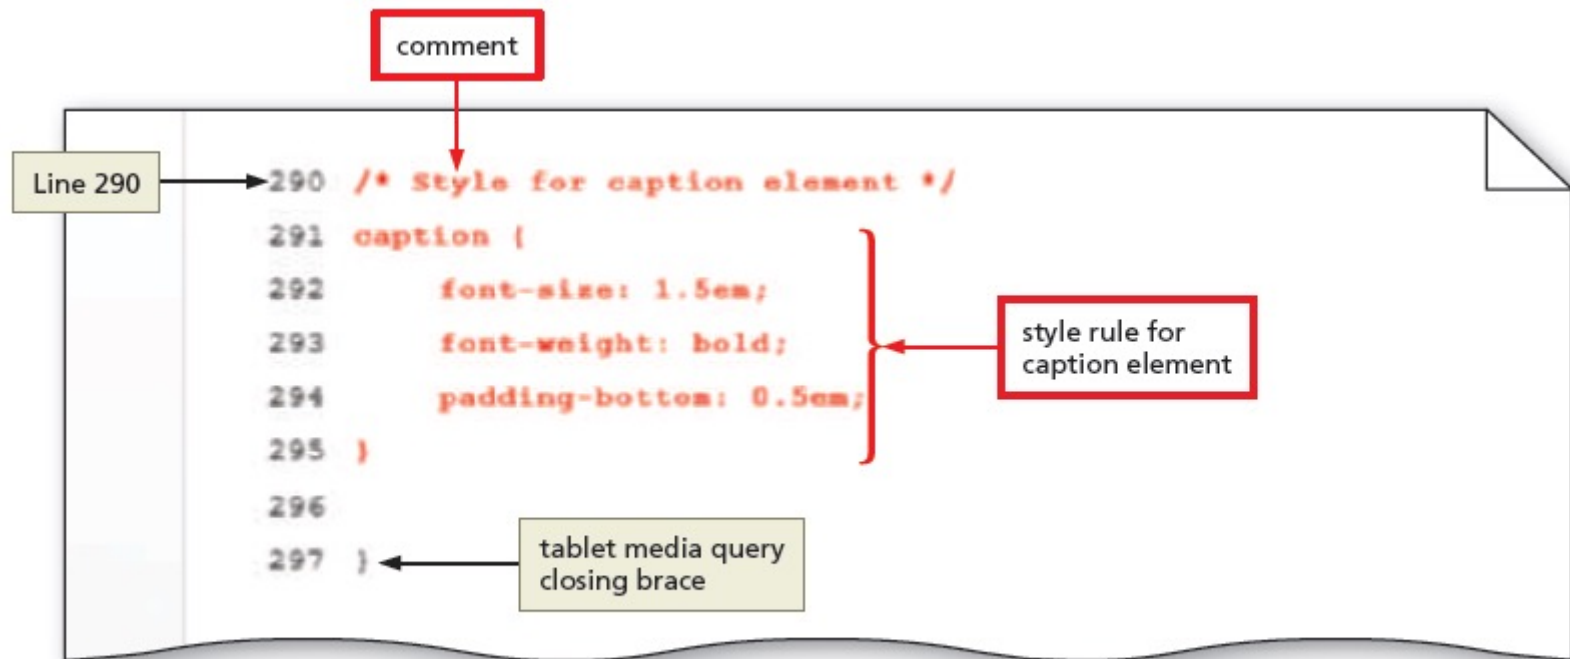 comment
Line 290
290 /* Style for caption element */
291 caption {
292 font-size: 1.5em;
293 font-weight: bold;
294 padding-bottom: 0.5em;
295 }
296
297 }
style rule for
caption element
tablet media query
closing brace